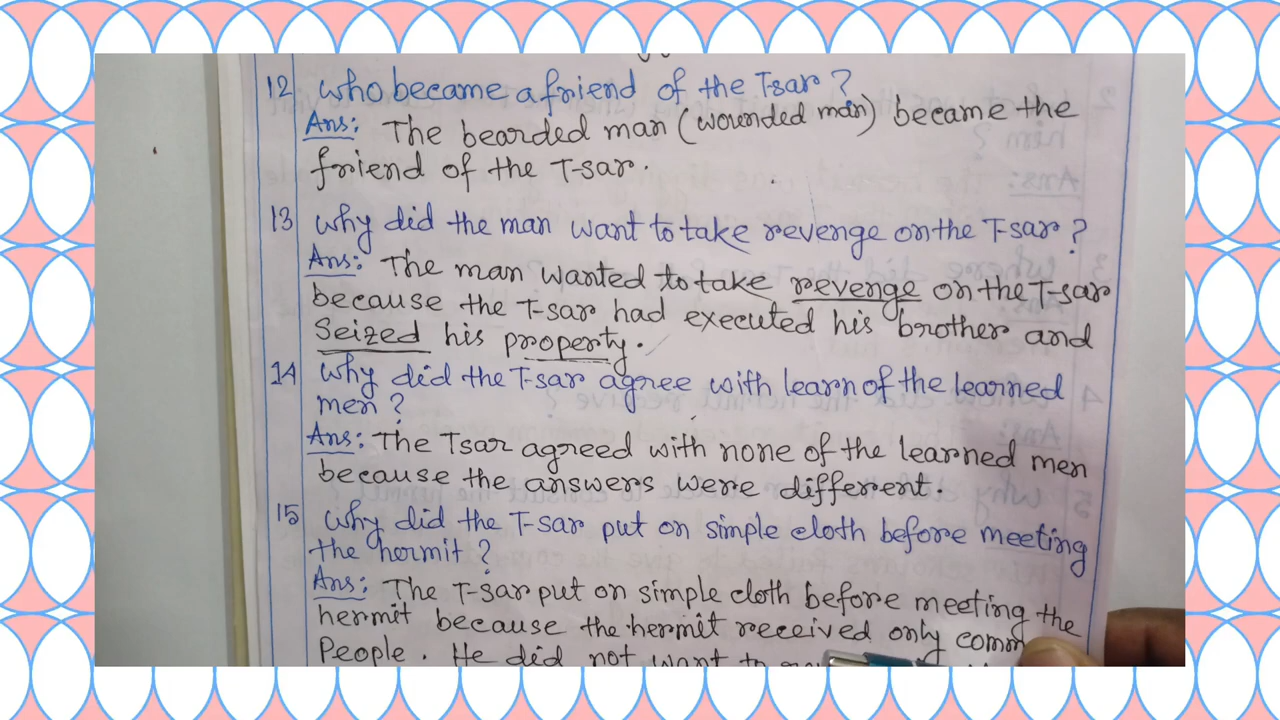 12 who became a friend of the Tsar?
Ans: The bearded man (wounded man) became the
friend of the T-sar.
13 why did the man want to take revenge on the T-sar?
Ans: The man wanted to take revenge on the T-sar
because the T-sar had executed his brother and
Seized his property.
14 why did the T-sar agree with learn of the learned
men?
Ans: The Tsar agreed with none of the learned men
because the answers were different.
15 why did the T-sar put on simple cloth before meeting
the hermit?
Ans: The T-sar put on simple cloth before meeting the
hermit because the hermit received only
People. He did not want to